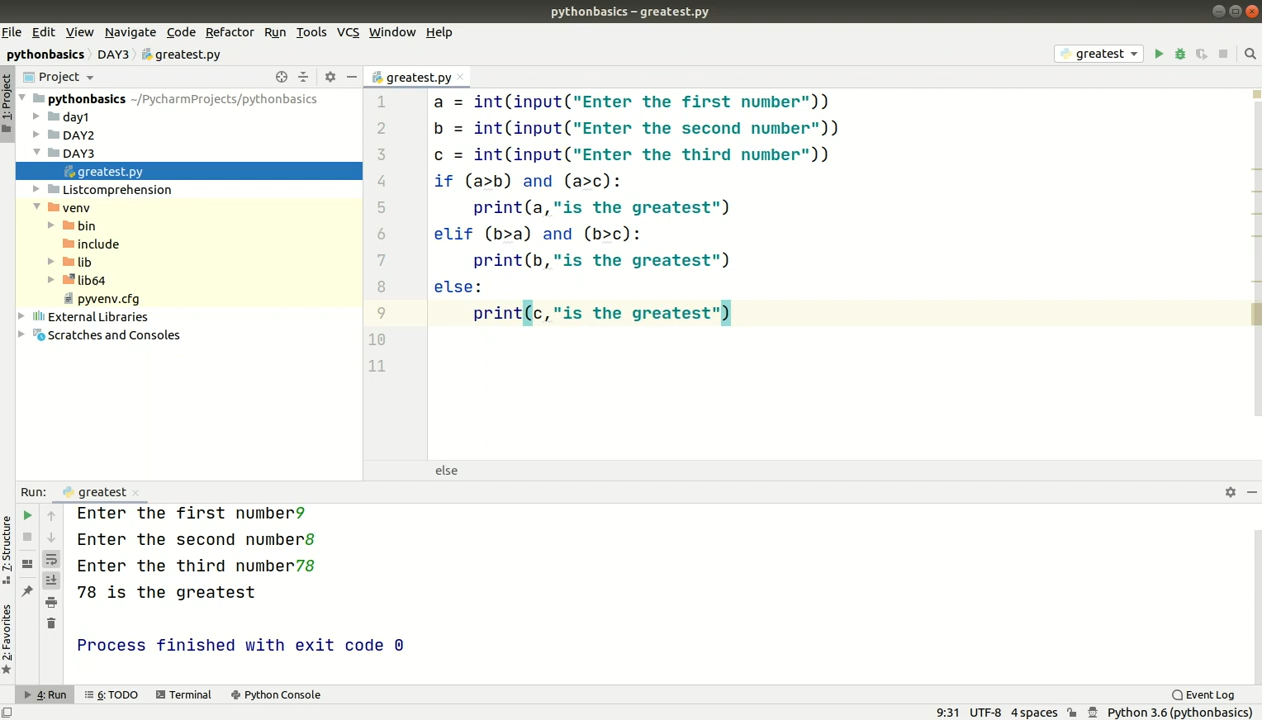 pythonbasics – greatest.py
File Edit View Navigate Code Refactor Run Tools VCS Window Help
pythonbasics DAY3 greatest.py greatest
1: Project
Project
greatest.py
pythonbasics ~/PycharmProjects/pythonbasics
day1
DAY2
DAY3
greatest.py
Listcomprehension
venv
bin
include
lib
lib64
pyvenv.cfg
External Libraries
Scratches and Consoles
1 a = int(input("Enter the first number"))
2 b = int(input("Enter the second number"))
3 c = int(input("Enter the third number"))
4 if (a>b) and (a>c):
5 print(a,"is the greatest")
6 elif (b>a) and (b>c):
7 print(b,"is the greatest")
8 else:
9 print(c,"is the greatest")
10
11
else
Run: greatest
Enter the first number9
Enter the second number8
Enter the third number78
78 is the greatest
Process finished with exit code 0
7: Structure
2: Favorites
4: Run 6: TODO Terminal Python Console Event Log
9:31 UTF-8 4 spaces Python 3.6 (pythonbasics)